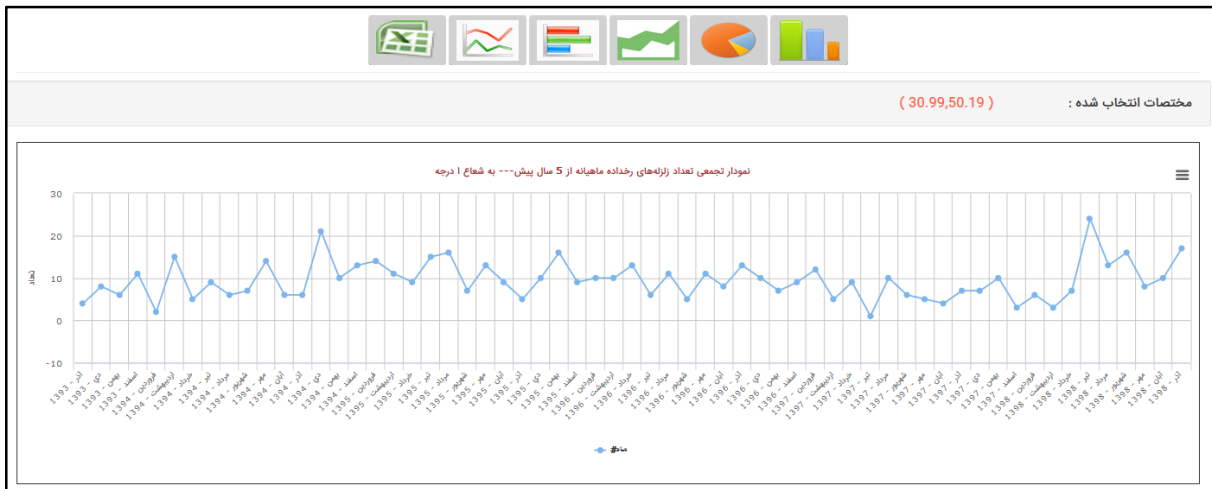 مختصات انتخاب شده : ( 30.99,50.19 )
نمودار تجمعی تعداد زلزله‌های رخداده ماهیانه از 5 سال پیش--- به شعاع 1 درجه
تعداد
30
20
10
0
-10
آذر - 1393
دي - 1393
بهمن - 1393
اسفند - 1393
فروردین - 1394
اردیبهشت - 1394
خرداد - 1394
تیر - 1394
مرداد - 1394
شهریور - 1394
مهر - 1394
آبان - 1394
آذر - 1394
دي - 1394
بهمن - 1394
اسفند - 1394
فروردین - 1395
اردیبهشت - 1395
خرداد - 1395
تیر - 1395
مرداد - 1395
شهریور - 1395
مهر - 1395
آبان - 1395
آذر - 1395
دي - 1395
بهمن - 1395
اسفند - 1395
فروردین - 1396
اردیبهشت - 1396
خرداد - 1396
تیر - 1396
مرداد - 1396
شهریور - 1396
مهر - 1396
آبان - 1396
آذر - 1396
دي - 1396
بهمن - 1396
اسفند - 1396
فروردین - 1397
اردیبهشت - 1397
خرداد - 1397
تیر - 1397
مرداد - 1397
شهریور - 1397
مهر - 1397
آبان - 1397
آذر - 1397
دي - 1397
بهمن - 1397
اسفند - 1397
فروردین - 1398
اردیبهشت - 1398
خرداد - 1398
تیر - 1398
مرداد - 1398
شهریور - 1398
مهر - 1398
آبان - 1398
آذر - 1398